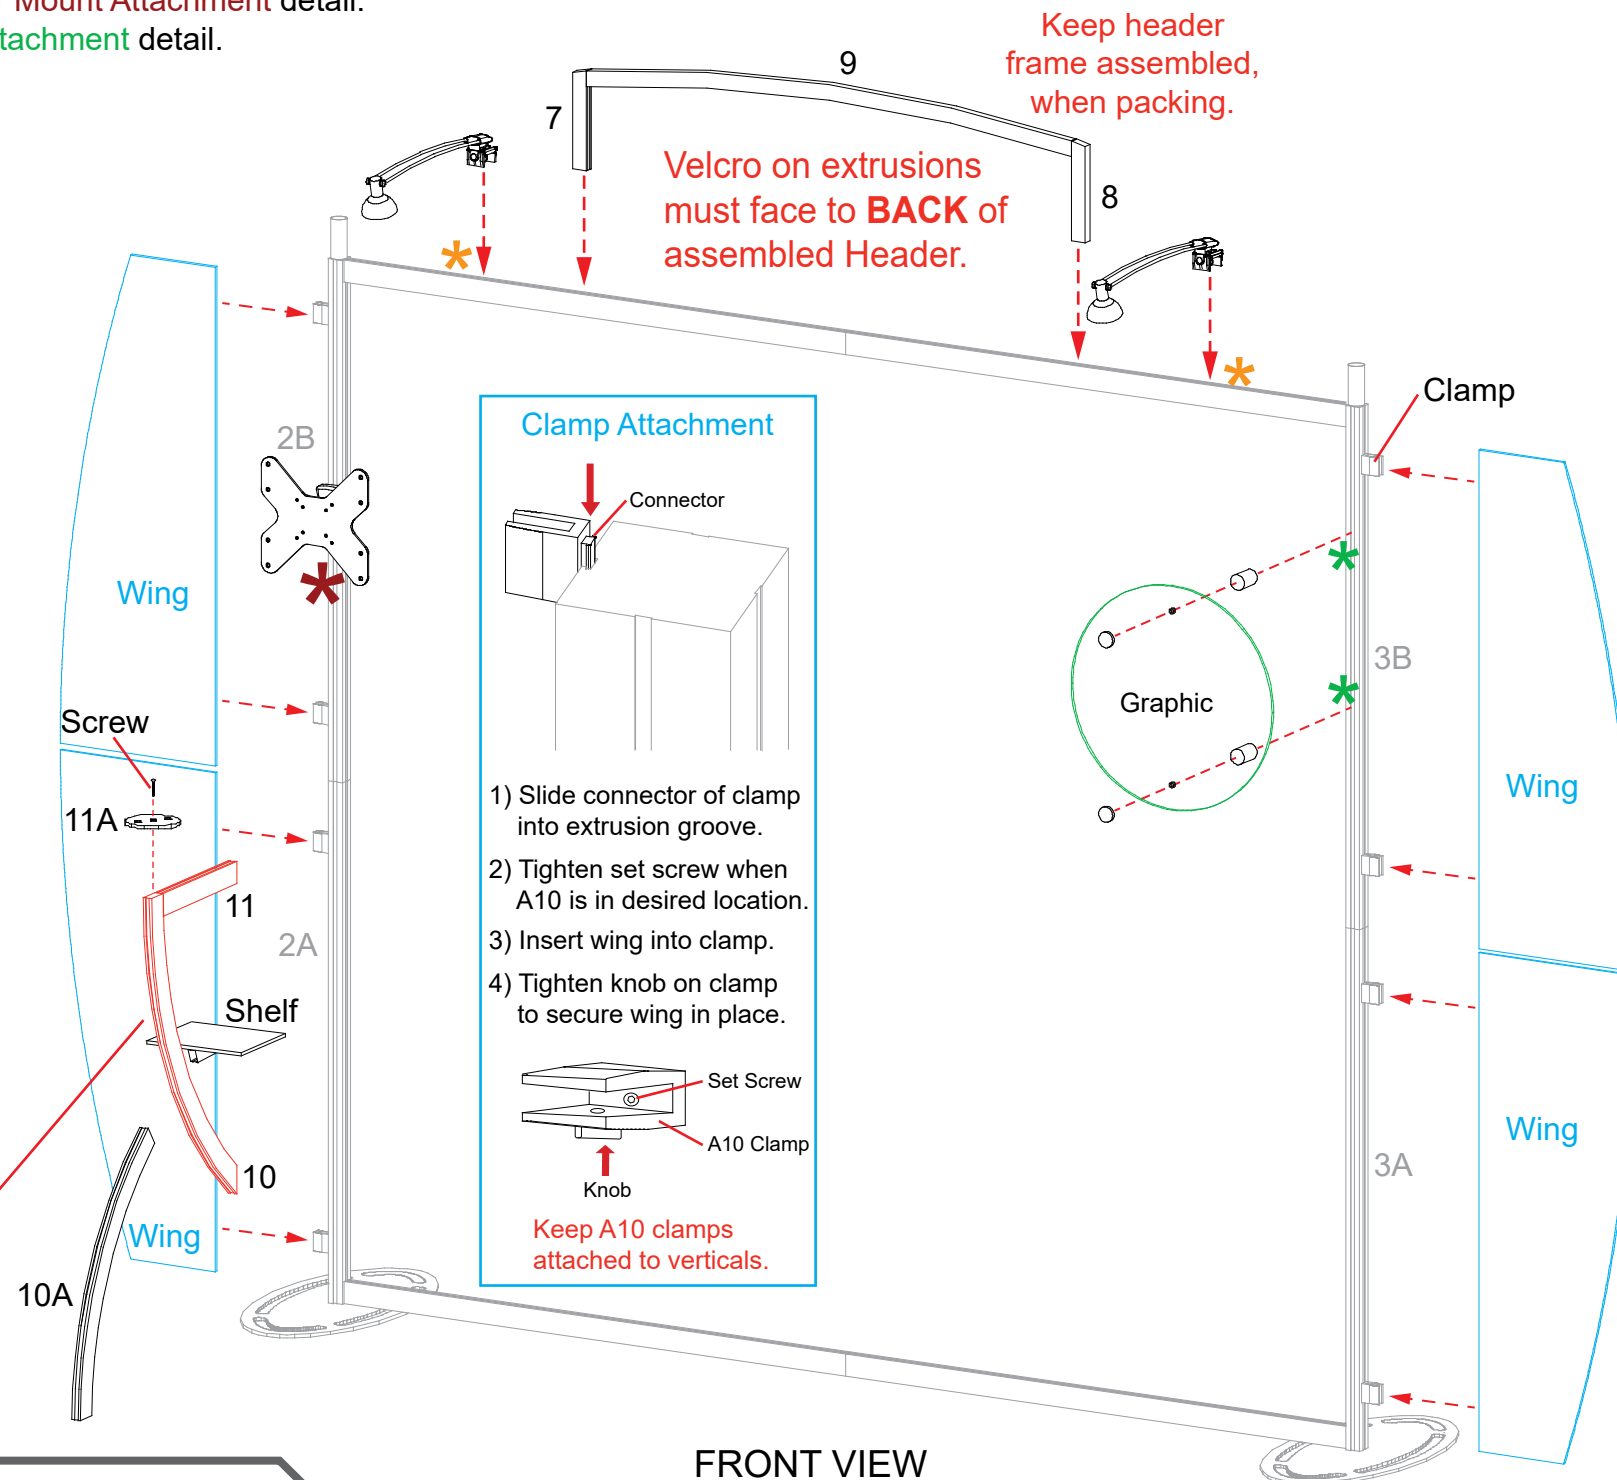 Mount Attachment detail.
tachment detail.
Keep header
frame assembled,
when packing.
9
7
8
Velcro on extrusions
must face to BACK of
assembled Header.
*
*
Clamp
2B
Clamp Attachment
Connector
*
*
Wing
3B
*
Graphic
Screw
11A
Wing
1) Slide connector of clamp
into extrusion groove.
2) Tighten set screw when
A10 is in desired location.
3) Insert wing into clamp.
4) Tighten knob on clamp
to secure wing in place.
11
2A
Shelf
Set Screw
A10 Clamp
Knob
Wing
3A
10
Keep A10 clamps
attached to verticals.
Wing
10A
FRONT VIEW